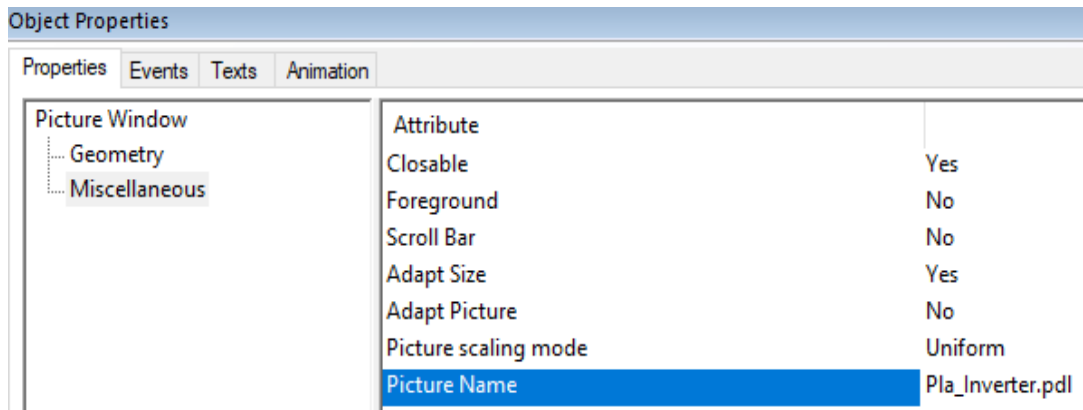 Object Properties
Properties Events Texts Animation
Picture Window
Geometry
Miscellaneous
Attribute
Closable Yes
Foreground No
Scroll Bar No
Adapt Size Yes
Adapt Picture No
Picture scaling mode Uniform
Picture Name Pla_Inverter.pdl